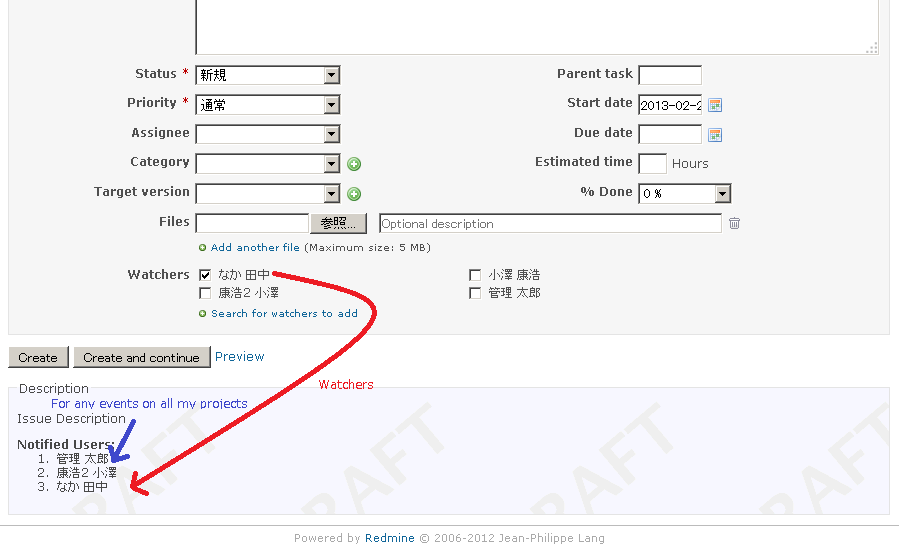 Status * 新規 Parent task
Priority * 通常 Start date 2013-02-2
Assignee Due date
Category Estimated time Hours
Target version % Done 0 %
Files 参照... Optional description
Add another file (Maximum size: 5 MB)
Watchers なか 田中 小澤 康浩
康浩2 小澤 管理 太郎
Search for watchers to add
Create Create and continue Preview
Watchers
Description
For any events on all my projects
Issue Description
Notified Users:
1. 管理 太郎
2. 康浩2 小澤
3. なか 田中
RAFT RAFT RAFT
Powered by Redmine © 2006-2012 Jean-Philippe Lang